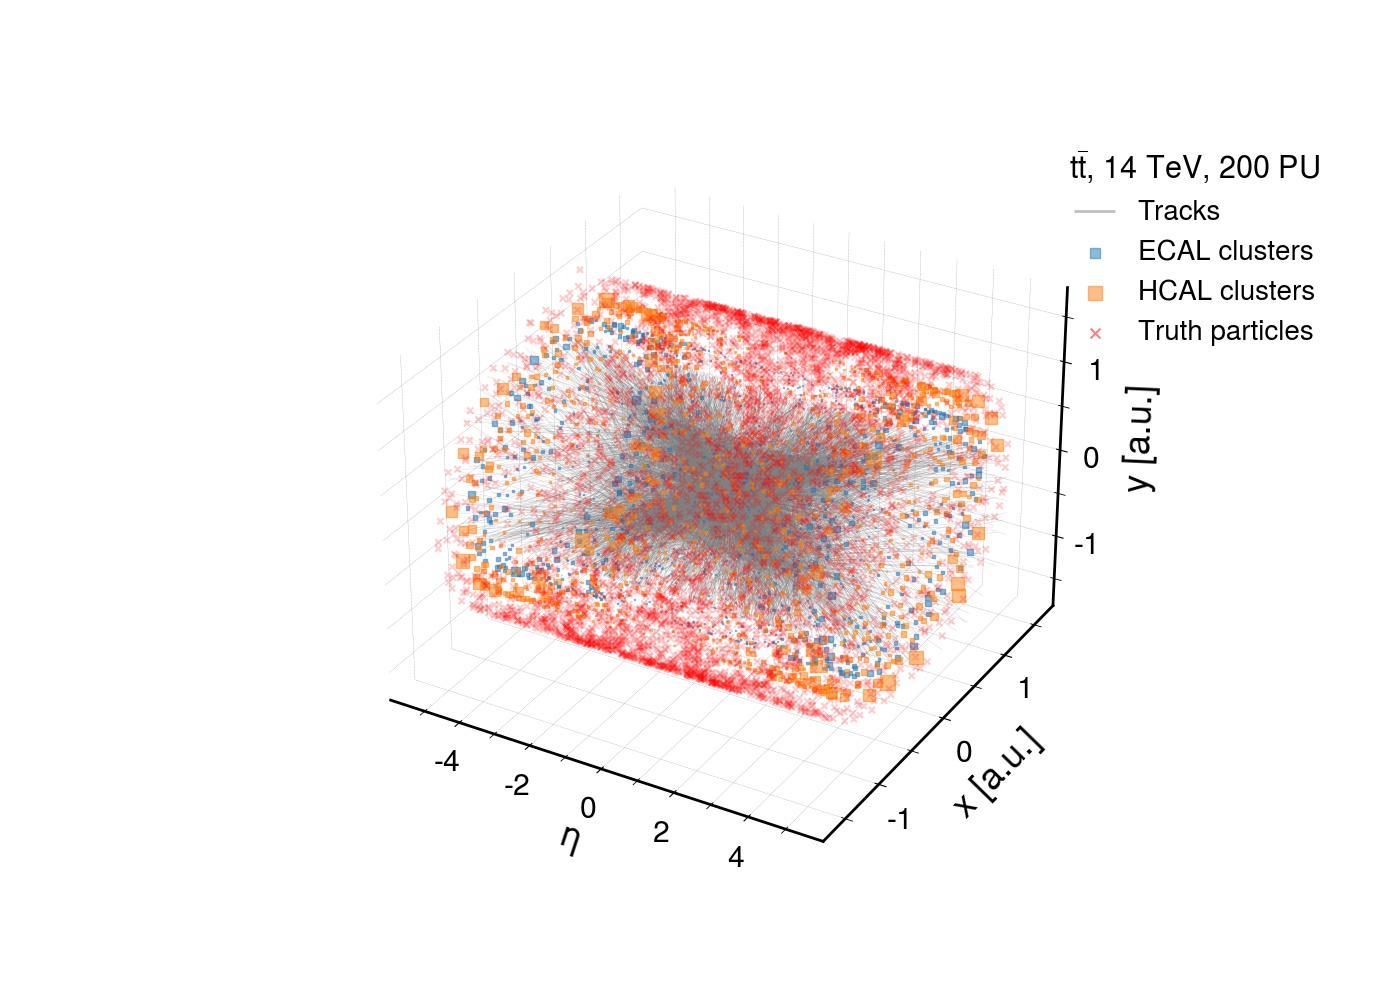 tt̄, 14 TeV, 200 PU
Tracks
ECAL clusters
HCAL clusters
Truth particles
1
0
-1
y [a.u.]
1
0
-1
x [a.u.]
-4
-2
0
2
4
η